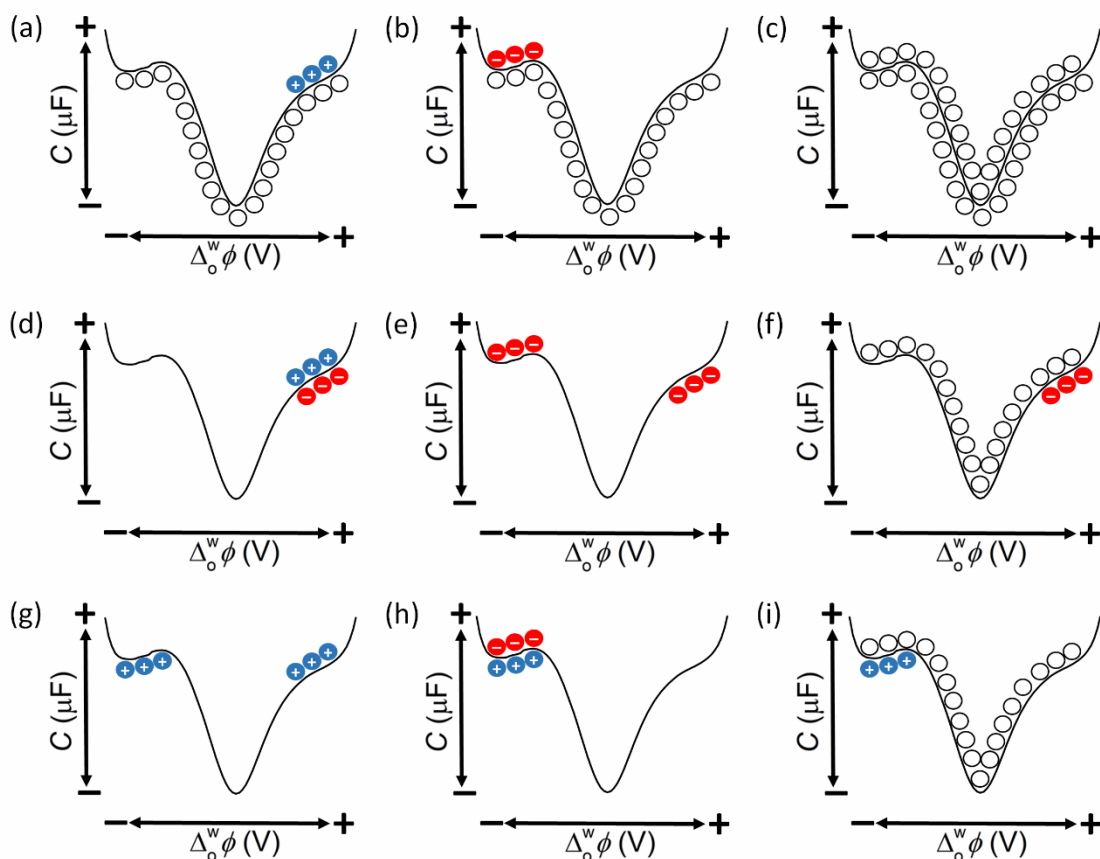 (a) + (b) + (c) +
C (μF) C (μF) C (μF)
+ + +
− − −
− + − + − +
Δ_o^w ϕ (V) Δ_o^w ϕ (V) Δ_o^w ϕ (V)
(d) + (e) + (f) +
C (μF) C (μF) C (μF)
+ + + − − −
− − − − − − − − −
− − −
− + − + − +
Δ_o^w ϕ (V) Δ_o^w ϕ (V) Δ_o^w ϕ (V)
(g) + (h) + (i) +
C (μF) C (μF) C (μF)
+ + + + + + − − − + + + + + +
− − −
− + − + − +
Δ_o^w ϕ (V) Δ_o^w ϕ (V) Δ_o^w ϕ (V)